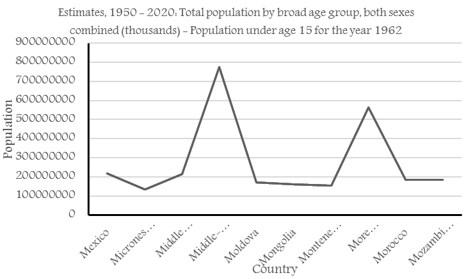 Estimates, 1950 - 2020: Total population by broad age group, both sexes
combined (thousands) - Population under age 15 for the year 1962
900000000
800000000
700000000
600000000
500000000
400000000
300000000
200000000
100000000
0
Population
Mexico
Micrones...
Middle...
Middle-...
Moldova
Mongolia
Montene...
More...
Morocco
Mozambi...
Country